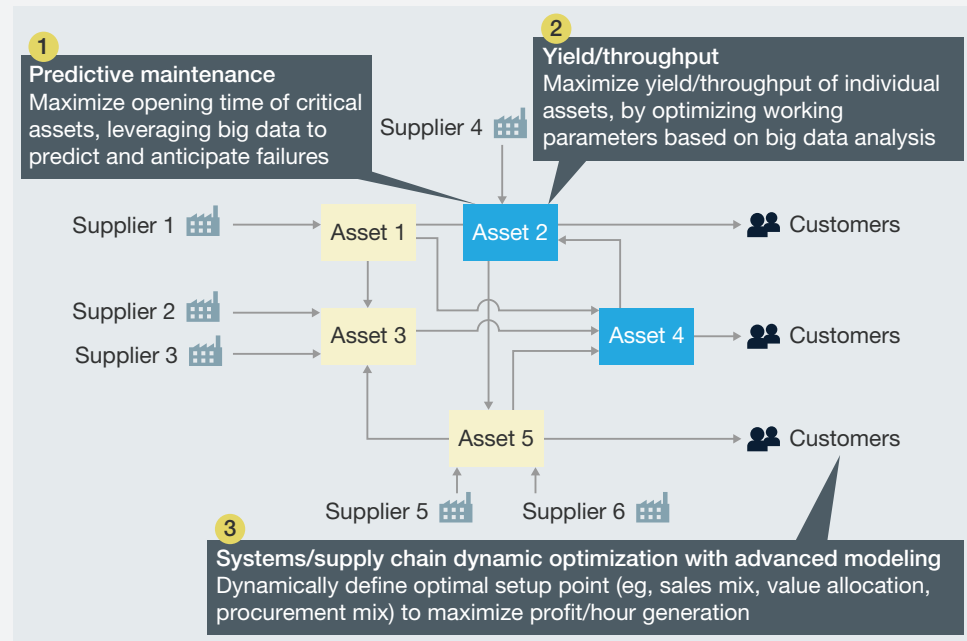 1
Predictive maintenance
Maximize opening time of critical
assets, leveraging big data to
predict and anticipate failures
2
Yield/throughput
Maximize yield/throughput of individual
assets, by optimizing working
parameters based on big data analysis
Supplier 4
Supplier 1
Asset 1
Asset 2
Customers
Supplier 2
Supplier 3
Asset 3
Asset 4
Customers
Asset 5
Customers
Supplier 5
Supplier 6
3
Systems/supply chain dynamic optimization with advanced modeling
Dynamically define optimal setup point (eg, sales mix, value allocation,
procurement mix) to maximize profit/hour generation